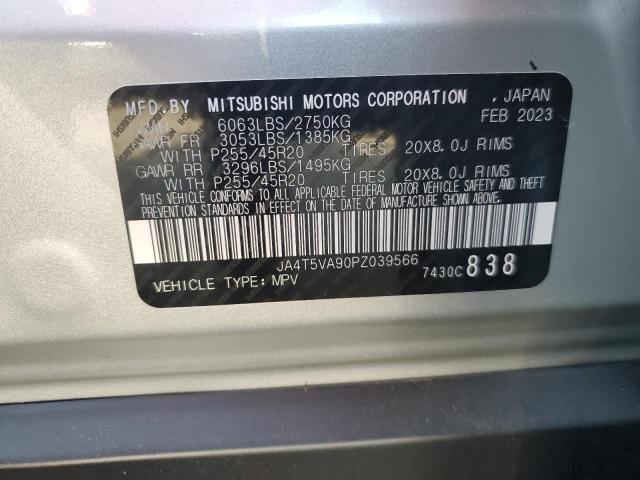 MFD.BY MITSUBISHI MOTORS CORPORATION , JAPAN
6063LBS/2750KG FEB 2023
GAWR FR 3053LBS/1385KG
WITH P255/45R20 TIRES 20X8.0J RIMS
GAWR RR 3296LBS/1495KG
WITH P255/45R20 TIRES 20X8.0J RIMS
THIS VEHICLE CONFORMS TO ALL APPLICABLE FEDERAL MOTOR VEHICLE SAFETY AND THEFT
PREVENTION STANDARDS IN EFFECT ON THE DATE OF MANUFACTURE SHOWN ABOVE.
JA4T5VA90PZ039566
7430C 838
VEHICLE TYPE: MPV